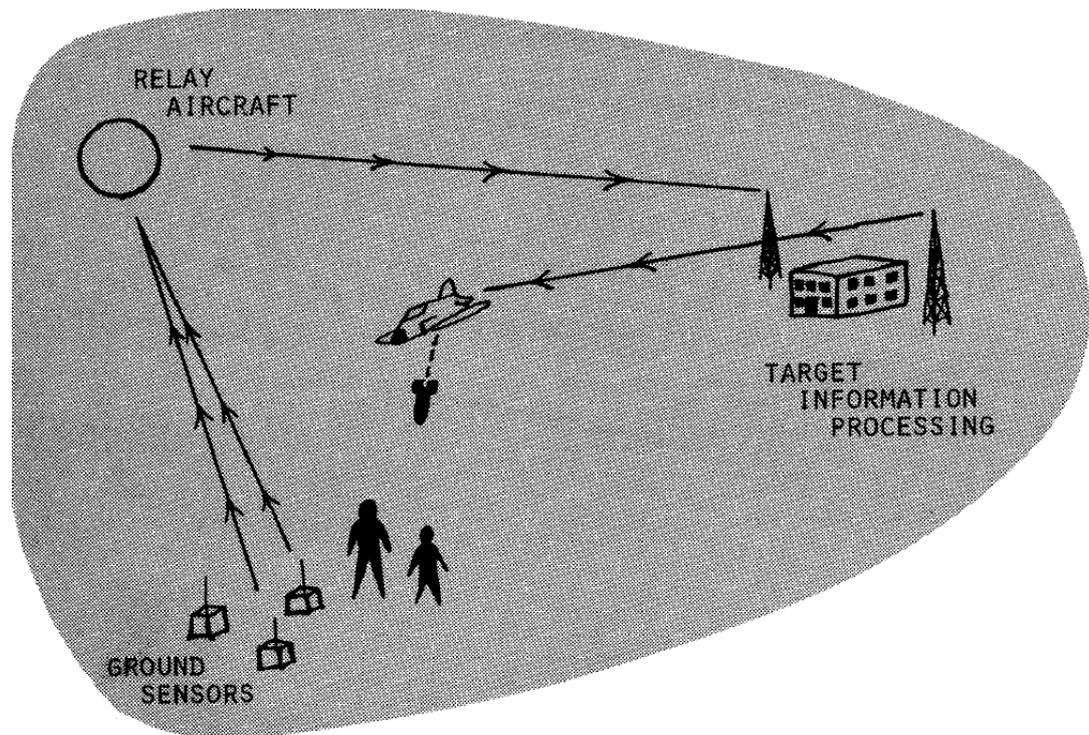 RELAY
AIRCRAFT
TARGET
INFORMATION
PROCESSING
GROUND
SENSORS